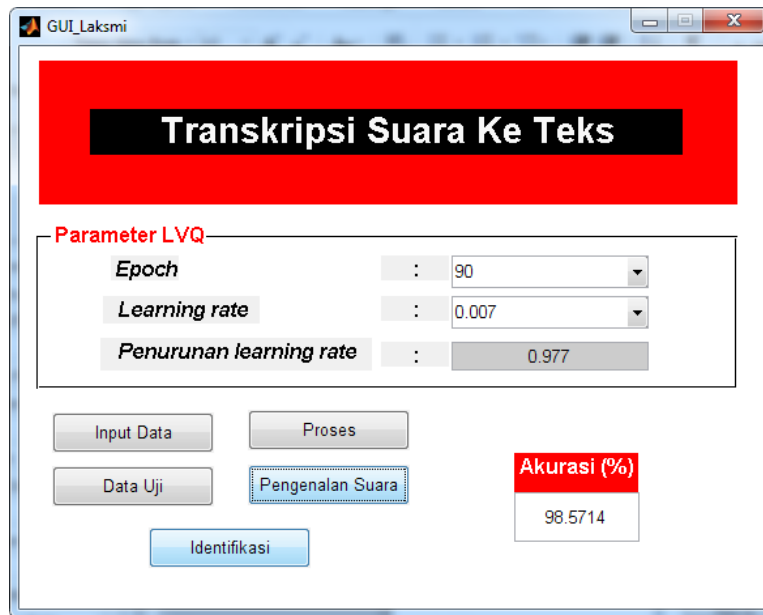 GUI_Laksmi
Transkripsi Suara Ke Teks
Parameter LVQ
Epoch : 90
Learning rate : 0.007
Penurunan learning rate : 0.977
Input Data Proses
Data Uji Pengenalan Suara
Identifikasi
Akurasi (%)
98.5714